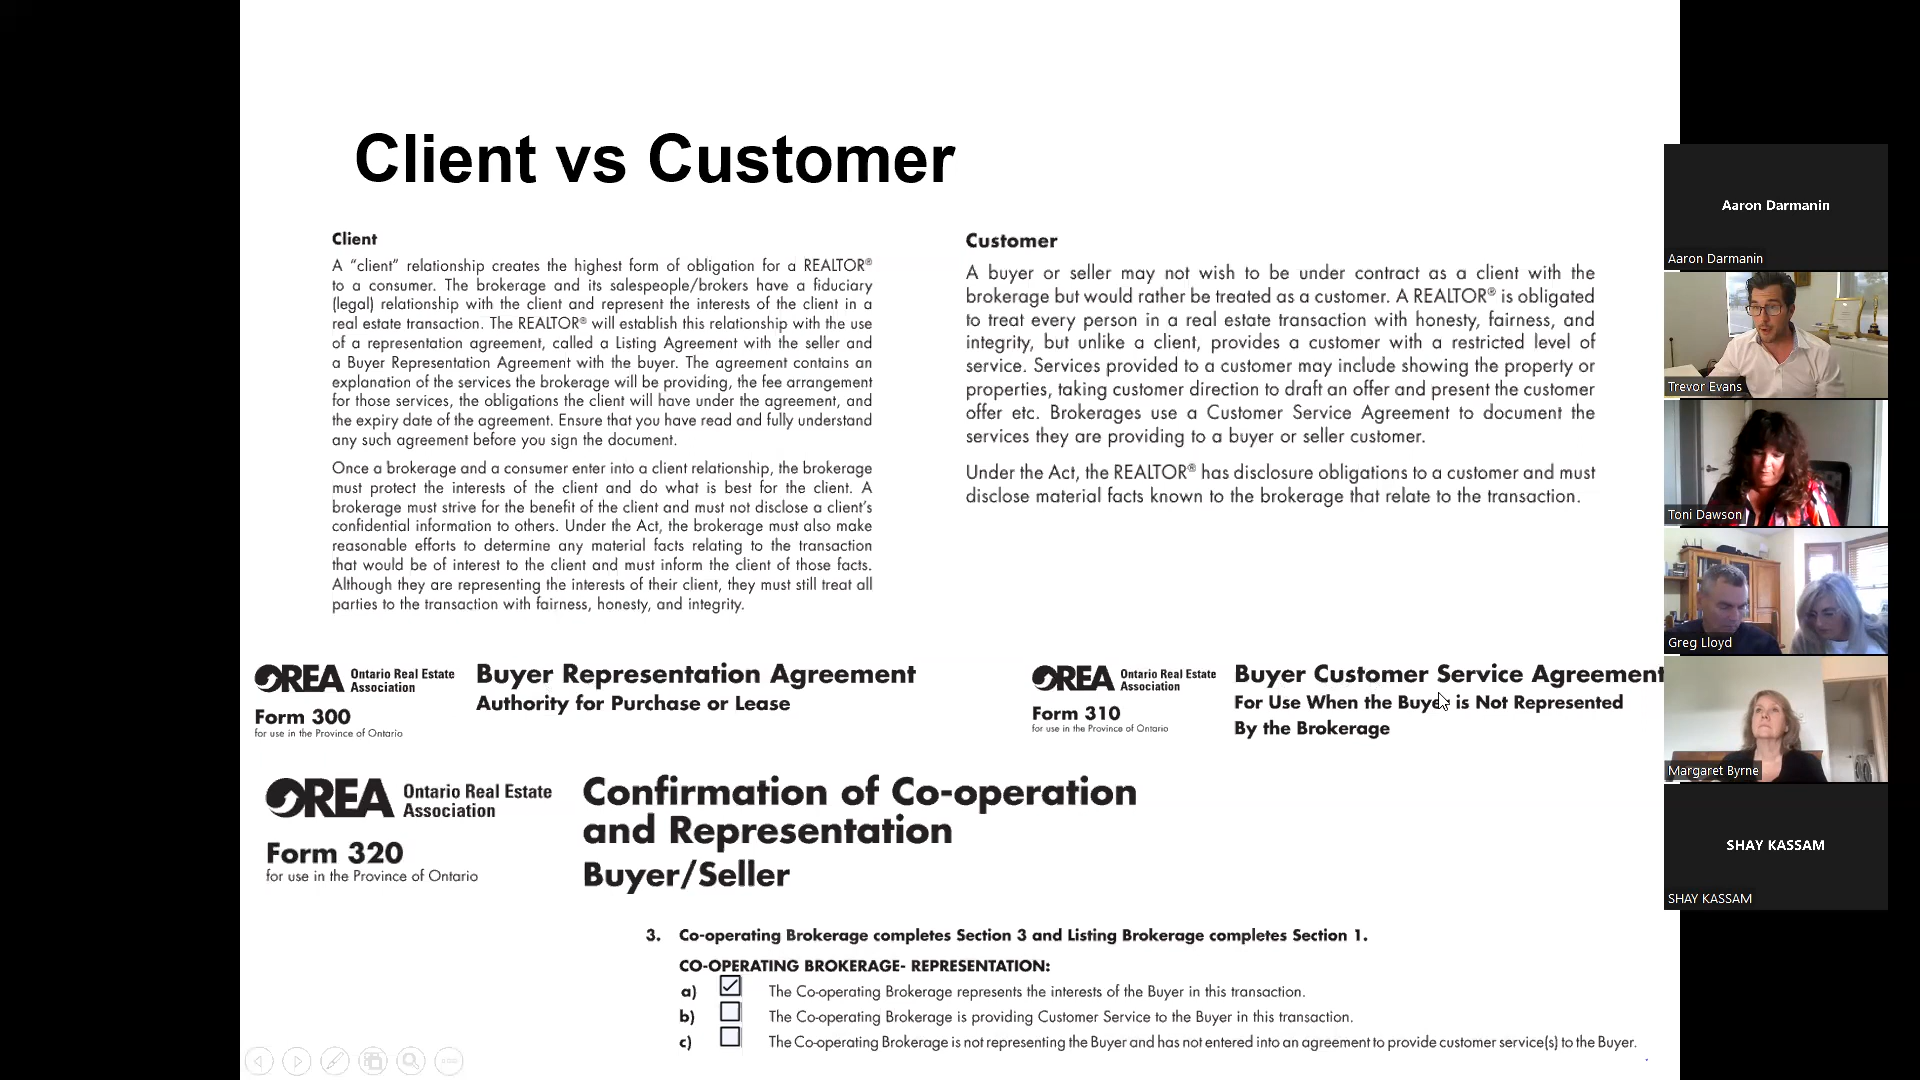 Client vs Customer
Client
A “client” relationship creates the highest form of obligation for a REALTOR®
to a consumer. The brokerage and its salespeople/brokers have a fiduciary
(legal) relationship with the client and represent the interests of the client in a
real estate transaction. The REALTOR® will establish this relationship with the use
of a representation agreement, called a Listing Agreement with the seller and
a Buyer Representation Agreement with the buyer. The agreement contains an
explanation of the services the brokerage will be providing, the fee arrangement
for those services, the obligations the client will have under the agreement, and
the expiry date of the agreement. Ensure that you have read and fully understand
any such agreement before you sign the document.
Once a brokerage and a consumer enter into a client relationship, the brokerage
must protect the interests of the client and do what is best for the client. A
brokerage must strive for the benefit of the client and must not disclose a client’s
confidential information to others. Under the Act, the brokerage must also make
reasonable efforts to determine any material facts relating to the transaction
that would be of interest to the client and must inform the client of those facts.
Although they are representing the interests of their client, they must still treat all
parties to the transaction with fairness, honesty, and integrity.
Customer
A buyer or seller may not wish to be under contract as a client with the
brokerage but would rather be treated as a customer. A REALTOR® is obligated
to treat every person in a real estate transaction with honesty, fairness, and
integrity, but unlike a client, provides a customer with a restricted level of
service. Services provided to a customer may include showing the property or
properties, taking customer direction to draft an offer and present the customer
offer etc. Brokerages use a Customer Service Agreement to document the
services they are providing to a buyer or seller customer.
Under the Act, the REALTOR® has disclosure obligations to a customer and must
disclose material facts known to the brokerage that relate to the transaction.
OREA Ontario Real Estate
Association
Form 300
for use in the Province of Ontario
Buyer Representation Agreement
Authority for Purchase or Lease
OREA Ontario Real Estate
Association
Form 310
for use in the Province of Ontario
Buyer Customer Service Agreement
For Use When the Buyer is Not Represented
By the Brokerage
OREA Ontario Real Estate
Association
Form 320
for use in the Province of Ontario
Confirmation of Co-operation
and Representation
Buyer/Seller
3. Co-operating Brokerage completes Section 3 and Listing Brokerage completes Section 1.
CO-OPERATING BROKERAGE- REPRESENTATION:
a) The Co-operating Brokerage represents the interests of the Buyer in this transaction.
b) The Co-operating Brokerage is providing Customer Service to the Buyer in this transaction.
c) The Co-operating Brokerage is not representing the Buyer and has not entered into an agreement to provide customer service(s) to the Buyer.
Aaron Darmanin
Aaron Darmanin
Trevor Evans
Toni Dawson
Greg Lloyd
Margaret Byrne
SHAY KASSAM
SHAY KASSAM